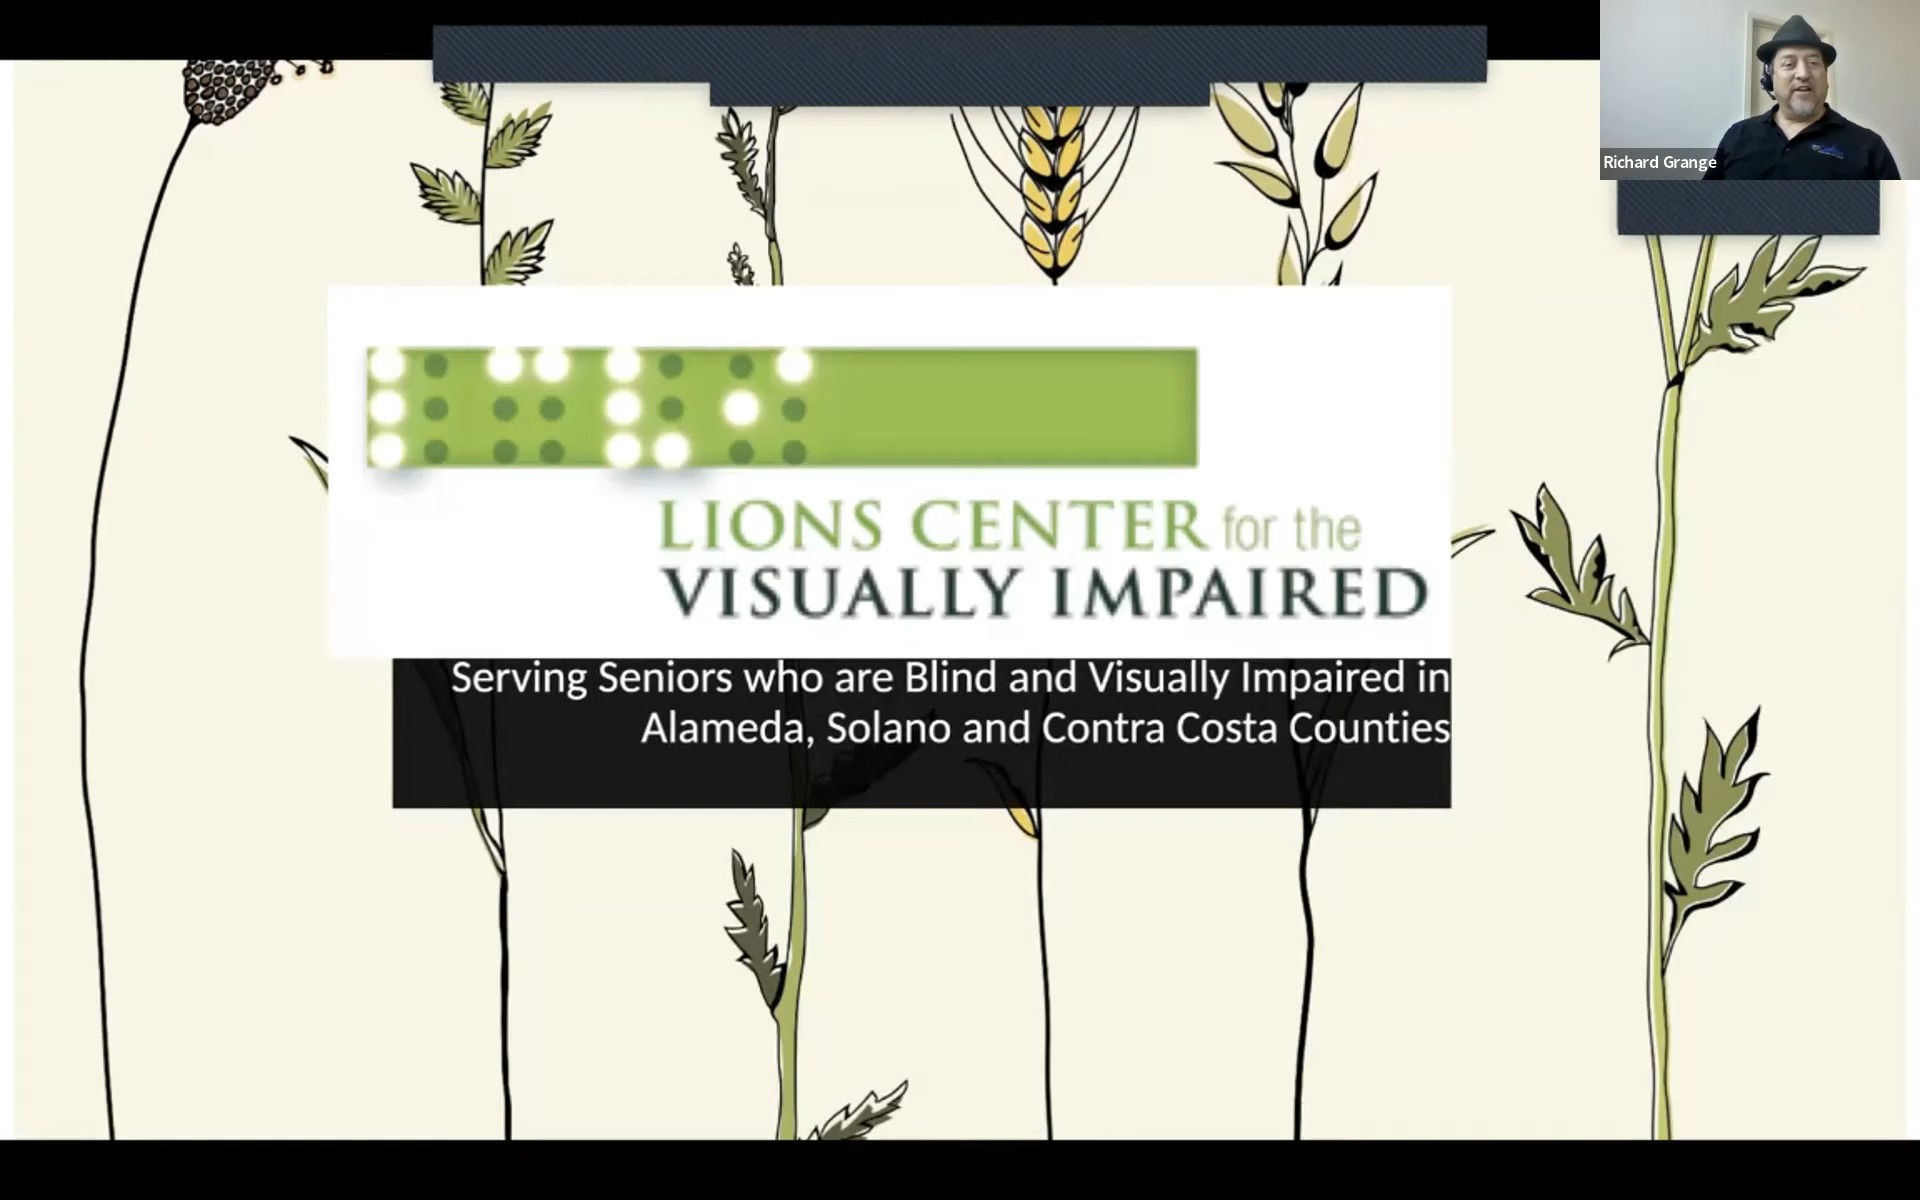 Richard Grange
LIONS CENTER for the
VISUALLY IMPAIRED
Serving Seniors who are Blind and Visually Impaired in
Alameda, Solano and Contra Costa Counties